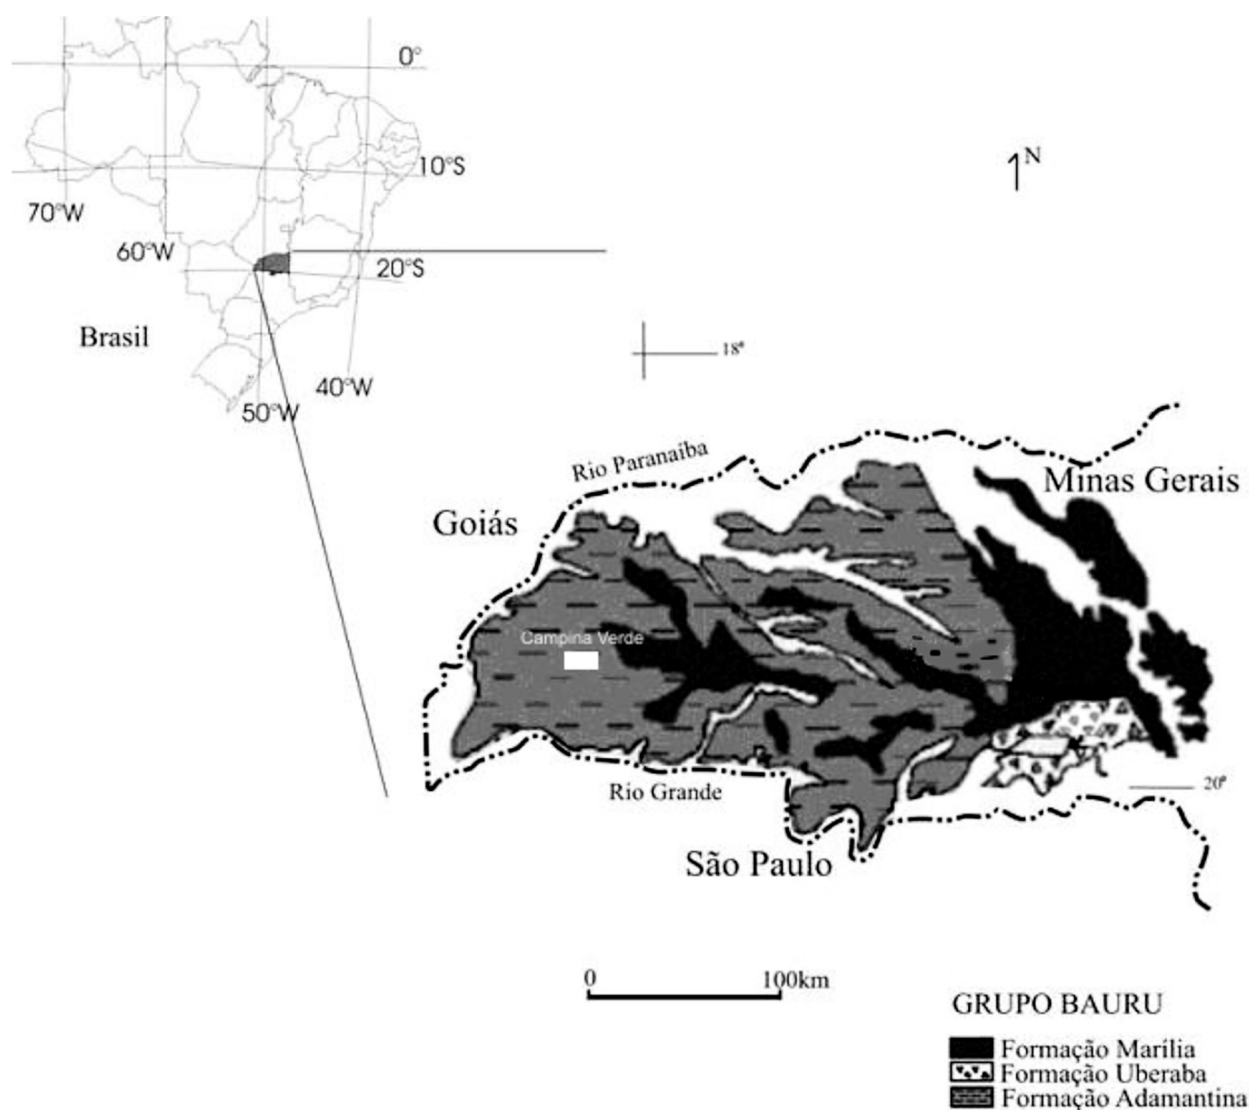 0°
10°S
70°W
60°W
20°S
Brasil
40°W
50°W
N
18°
Rio Paranaiba
Minas Gerais
Goiás
Campina Verde
Rio Grande
20°
São Paulo
0 100km
GRUPO BAURU
Formação Marília
Formação Uberaba
Formação Adamantina